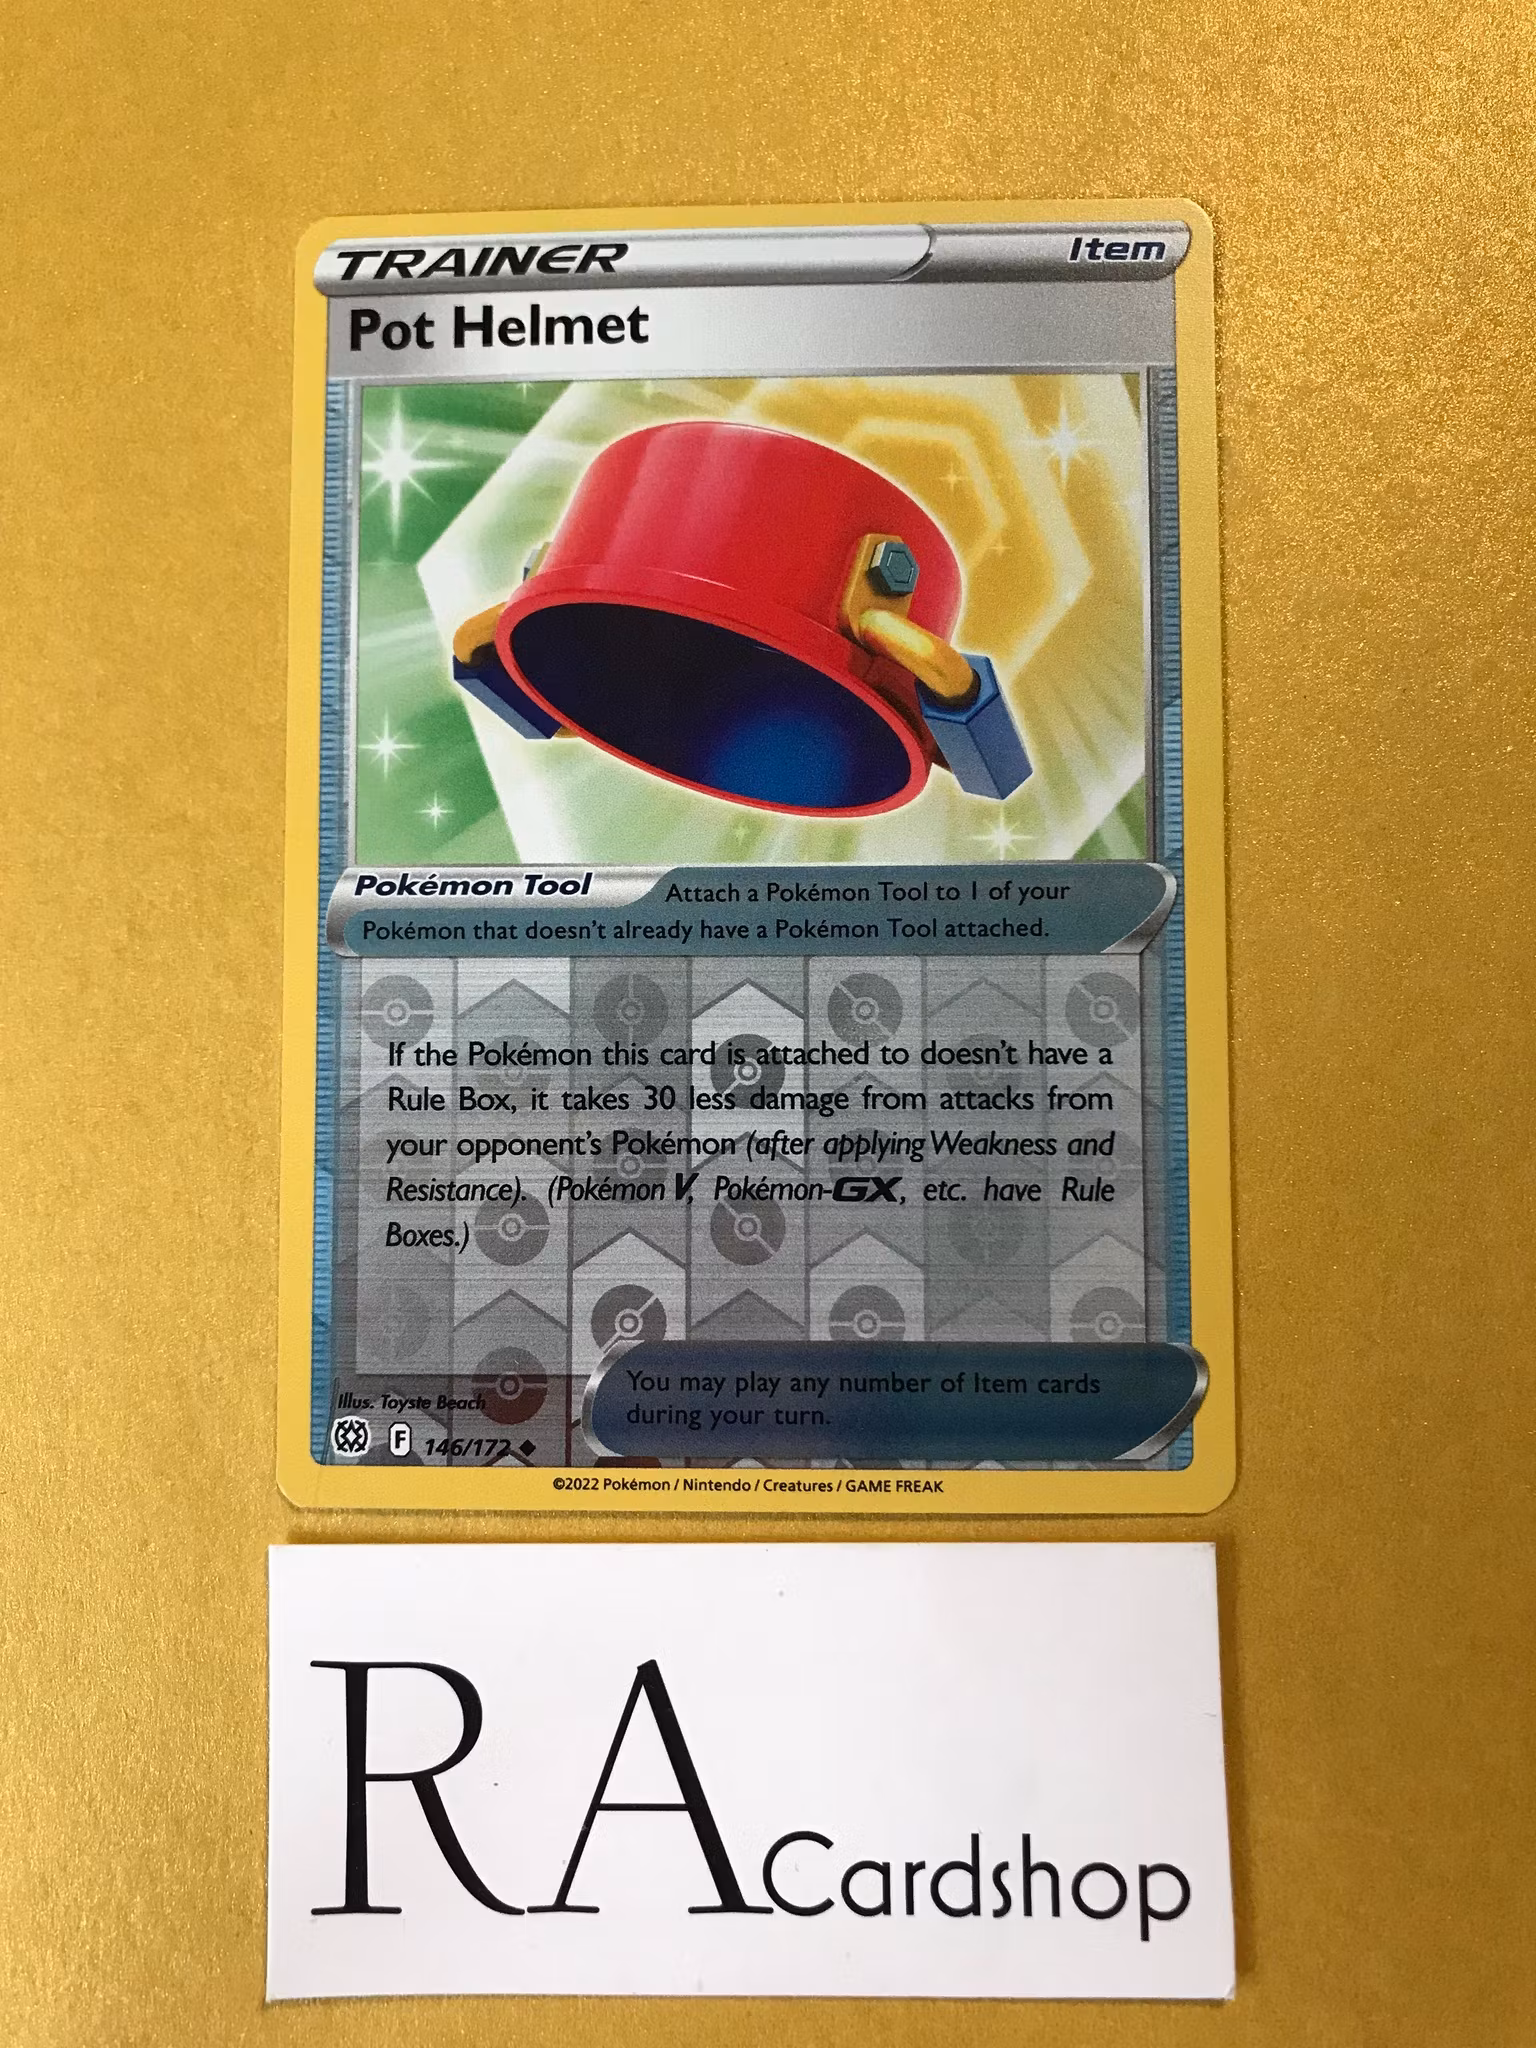 TRAINER
Item
Pot Helmet
Pokémon Tool
Attach a Pokémon Tool to 1 of your
Pokémon that doesn't already have a Pokémon Tool attached.
If the Pokémon this card is attached to doesn't have a
Rule Box, it takes 30 less damage from attacks from
your opponent's Pokémon (after applying Weakness and
Resistance). (Pokémon V, Pokémon-GX, etc. have Rule
Boxes.)
You may play any number of Item cards
during your turn.
Illus. Toyste Beach
F 146/172
©2022 Pokémon / Nintendo / Creatures / GAME FREAK
RA Cardshop